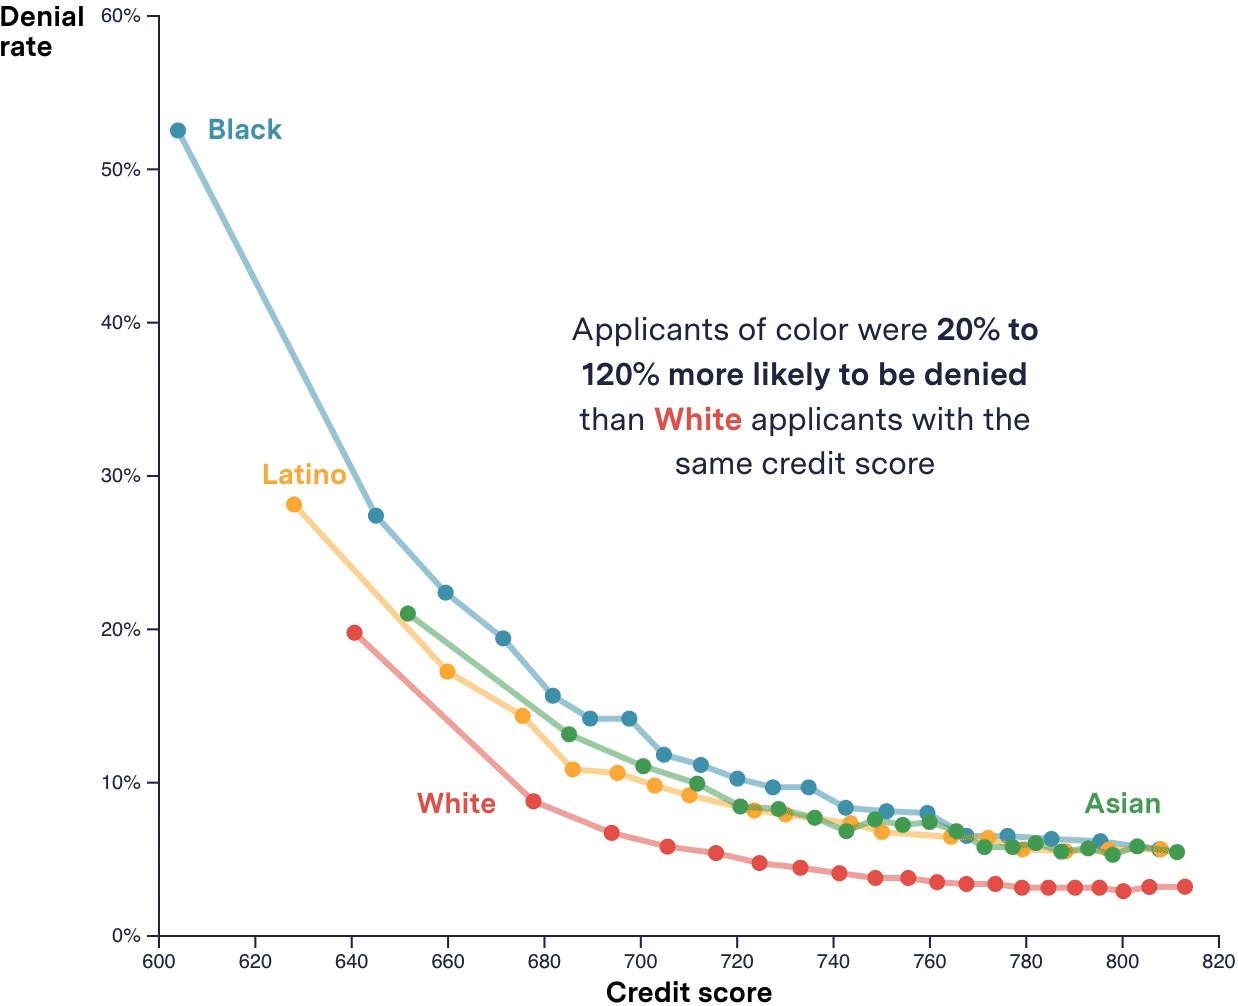 Denial
rate
60%
50%
40%
30%
20%
10%
0%
Black
Applicants of color were 20% to
120% more likely to be denied
than White applicants with the
same credit score
Latino
White
Asian
600 620 640 660 680 700 720 740 760 780 800 820
Credit score